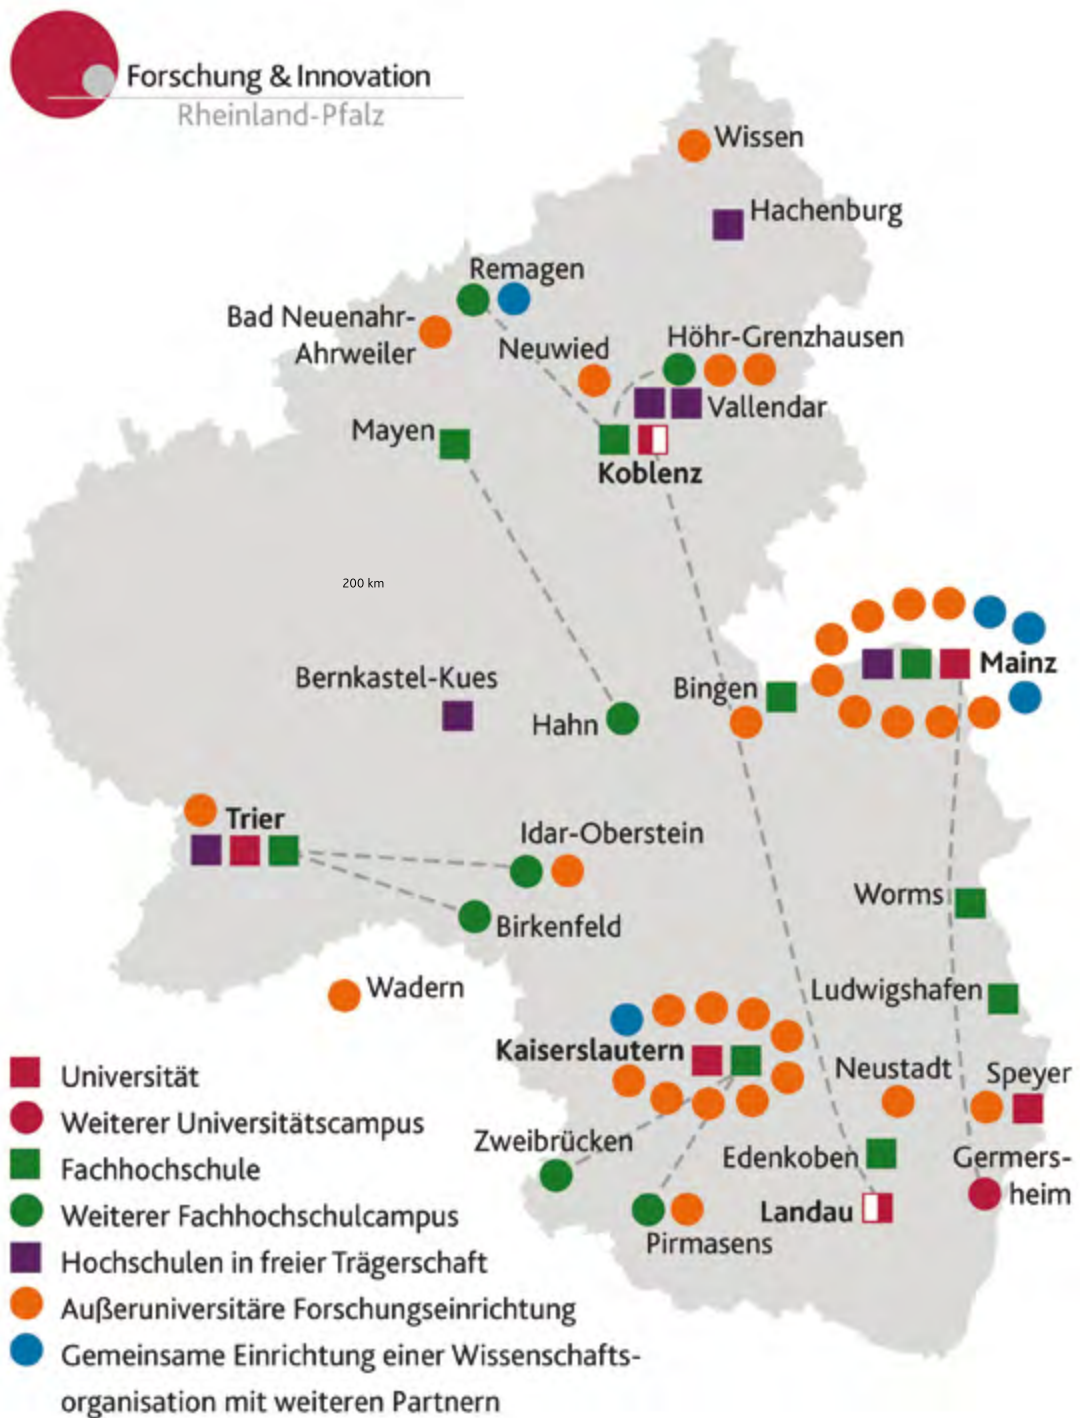 Forschung & Innovation
Rheinland-Pfalz
Wissen
Hachenburg
Remagen
Bad Neuenahr-
Ahrweiler
Neuwied
Höhr-Grenzhausen
Vallendar
Mayen
Koblenz
200 km
Mainz
Bernkastel-Kues
Bingen
Hahn
Trier
Idar-Oberstein
Birkenfeld
Worms
Wadern
Ludwigshafen
Kaiserslautern
Neustadt
Speyer
Zweibrücken
Edenkoben
Germers-
heim
Landau
Pirmasens
Universität
Weiterer Universitätscampus
Fachhochschule
Weiterer Fachhochschulcampus
Hochschulen in freier Trägerschaft
Außeruniversitäre Forschungseinrichtung
Gemeinsame Einrichtung einer Wissenschafts-
organisation mit weiteren Partnern